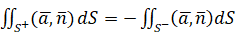 ∬_{S⁺}(a̅, n̅) dS = −∬_{S⁻}(a̅, n̅)dS